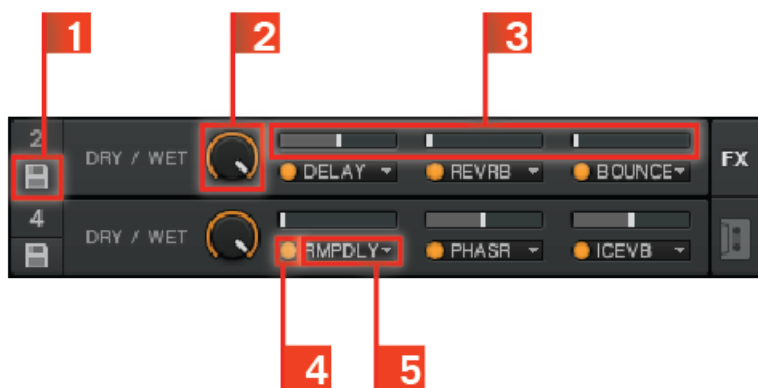 1 2 3
2 DRY / WET DELAY REVRB BOUNCE FX
4 DRY / WET RMPDLY PHASR ICEVB
4 5